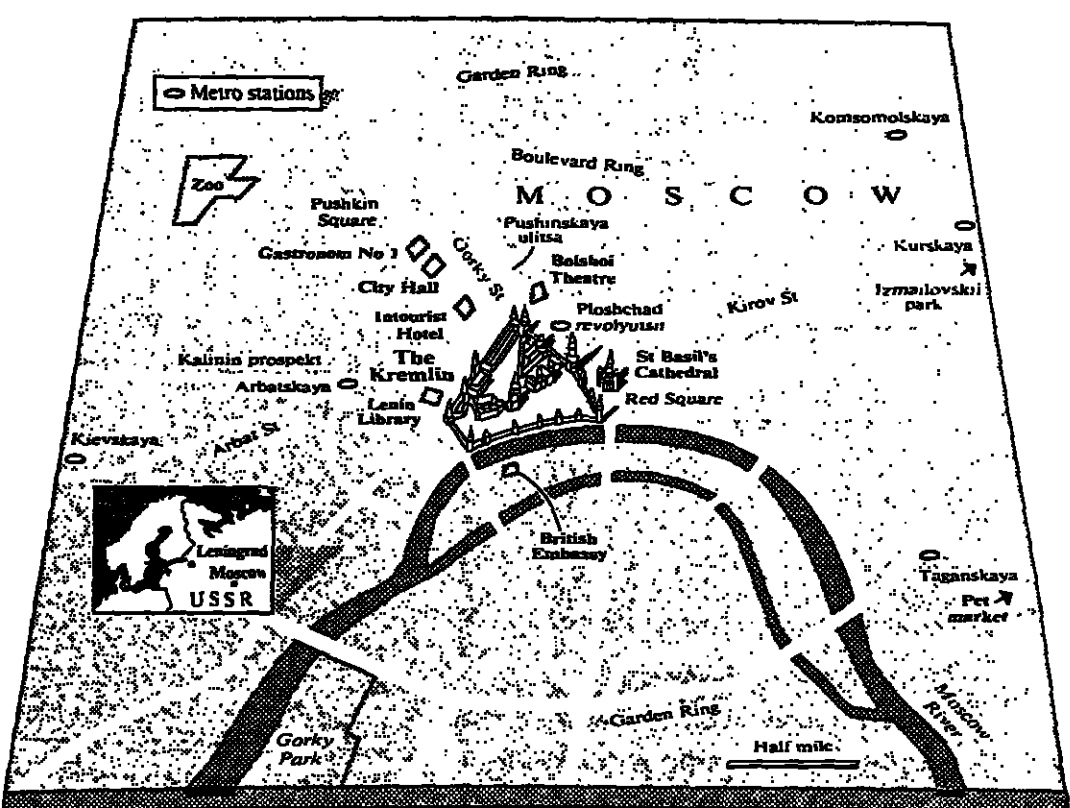 Garden Ring
Metro stations
Komsomolskaya
Boulevard Ring
Zoo
MOSCOW
Pushkin
Square
Pushinskaya
ulitsa
Kurskaya
Gastronom No 1
Gorky St
Bolshoi
Theatre
City Hall
Izmailovskii
park
Kirov St
Intourist
Hotel
Ploshchad
revolyutsii
Kalinin prospekt
The
Kremlin
St Basil's
Cathedral
Arbatskaya
Lenin
Library
Red Square
Kievskaya
Arbat St
British
Embassy
Leningrad
Moscow
USSR
Taganskaya
Pet
market
Moscow
River
Garden Ring
Gorky
Park
Half mile